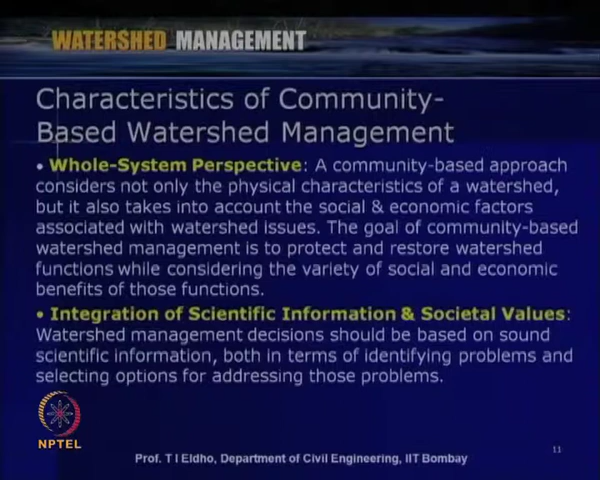 WATERSHED MANAGEMENT
Characteristics of Community-
Based Watershed Management
• Whole-System Perspective: A community-based approach
considers not only the physical characteristics of a watershed,
but it also takes into account the social & economic factors
associated with watershed issues. The goal of community-based
watershed management is to protect and restore watershed
functions while considering the variety of social and economic
benefits of those functions.
• Integration of Scientific Information & Societal Values:
Watershed management decisions should be based on sound
scientific information, both in terms of identifying problems and
selecting options for addressing those problems.
NPTEL
Prof. T I Eldho, Department of Civil Engineering, IIT Bombay
11